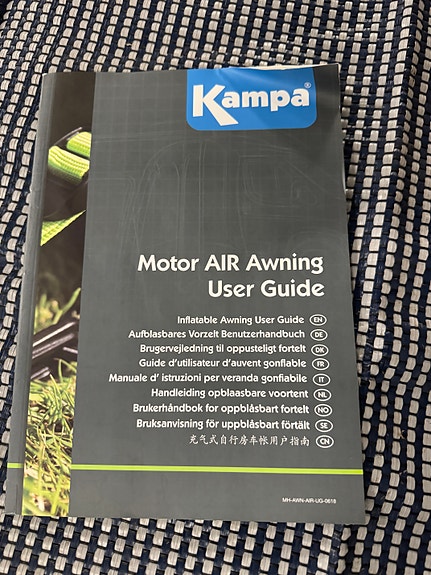 Kampa®
Motor AIR Awning
User Guide
Inflatable Awning User Guide EN
Aufblasbares Vorzelt Benutzerhandbuch DE
Brugervejledning til oppusteligt fortelt DK
Guide d'utilisateur d'auvent gonflable FR
Manuale d' istruzioni per veranda gonfiabile IT
Handleiding opblaasbare voortent NL
Brukerhåndbok for oppblåsbart fortelt NO
Bruksanvisning för uppblåsbart förtält SE
充气式自行房车帐用户指南 CN
MH-AWN-AIR-UG-0618